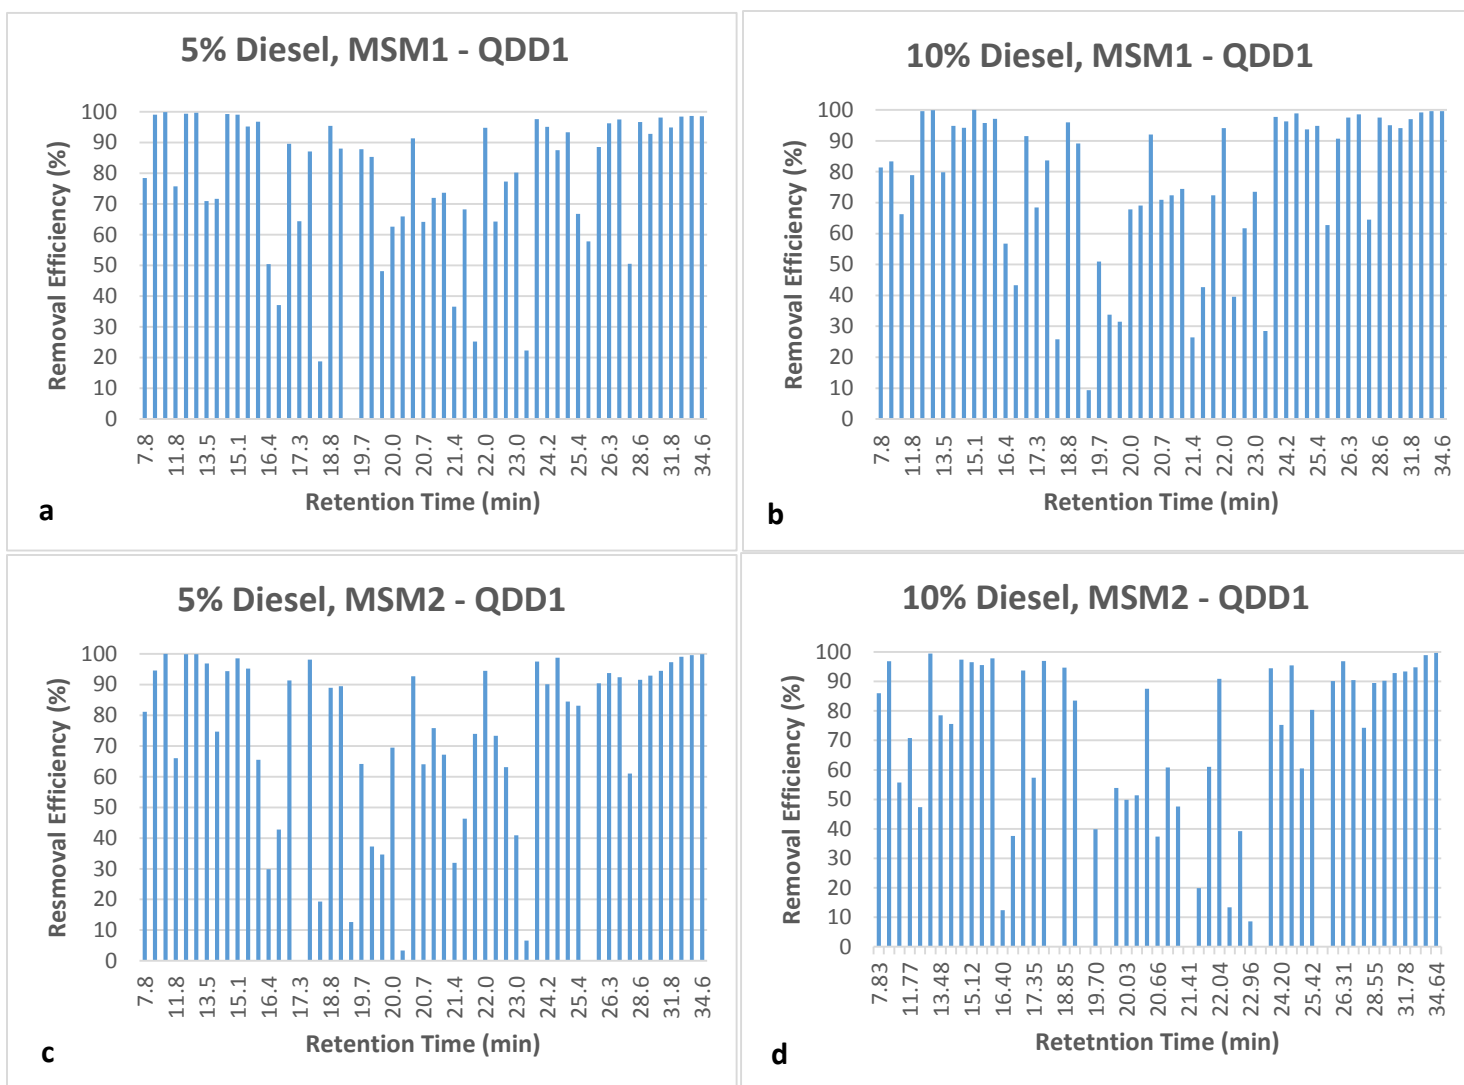 5% Diesel, MSM1 - QDD1
100
90
80
70
60
50
40
30
20
10
0
Removal Efficiency (%)
7.8 11.8 13.5 15.1 16.4 17.3 18.8 19.7 20.0 20.7 21.4 22.0 23.0 24.2 25.4 26.3 28.6 31.8 34.6
Retention Time (min)
a
10% Diesel, MSM1 - QDD1
100
90
80
70
60
50
40
30
20
10
0
Removal Efficiency (%)
7.8 11.8 13.5 15.1 16.4 17.3 18.8 19.7 20.0 20.7 21.4 22.0 23.0 24.2 25.4 26.3 28.6 31.8 34.6
Retention Time (min)
b
5% Diesel, MSM2 - QDD1
100
90
80
70
60
50
40
30
20
10
0
Resmoval Efficiency (%)
7.8 11.8 13.5 15.1 16.4 17.3 18.8 19.7 20.0 20.7 21.4 22.0 23.0 24.2 25.4 26.3 28.6 31.8 34.6
Retention Time (min)
c
10% Diesel, MSM2 - QDD1
100
90
80
70
60
50
40
30
20
10
0
Removal Efficiency (%)
7.83 11.77 13.48 15.12 16.40 17.35 18.85 19.70 20.03 20.66 21.41 22.04 22.96 24.20 25.42 26.31 28.55 31.78 34.64
Retetntion Time (min)
d